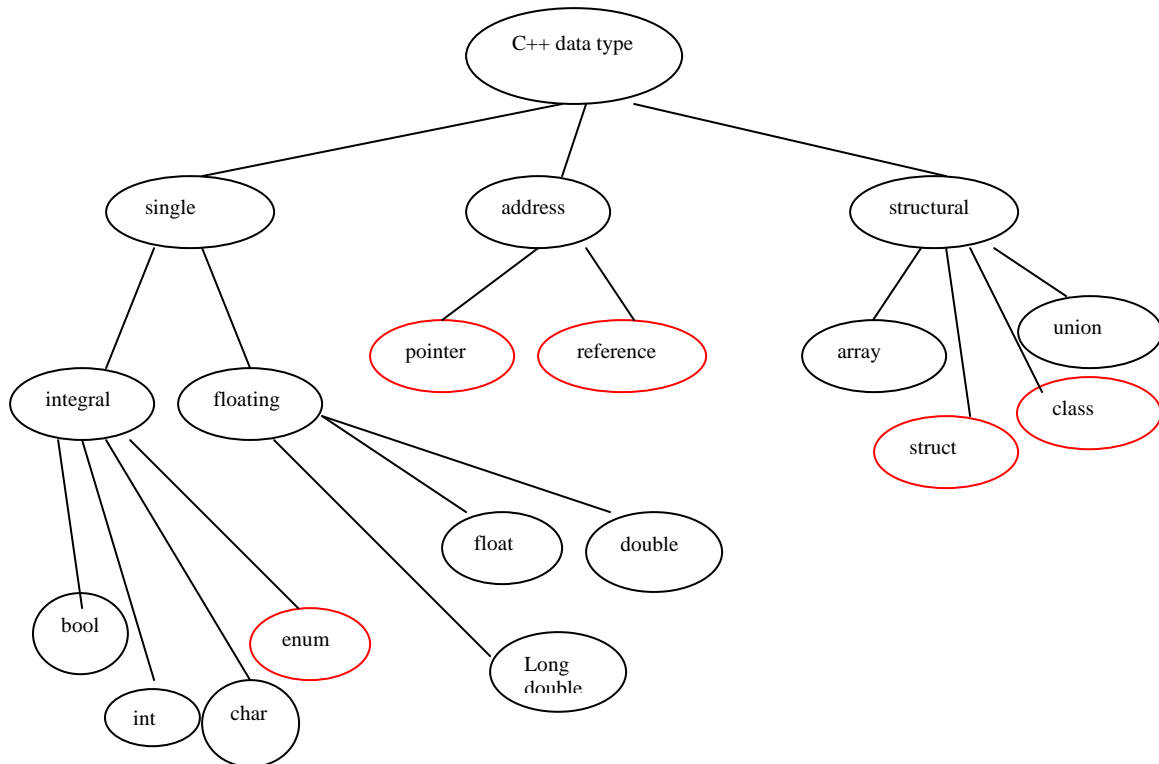 C++ data type
single
address
structural
pointer
reference
array
union
integral
floating
class
struct
float
double
bool
enum
Long
double
int
char